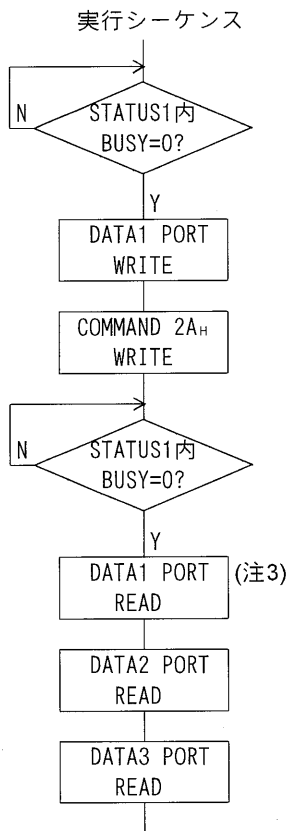 実行シーケンス
STATUS1内
N
BUSY=0?
Y
DATA1 PORT
WRITE
COMMAND 2AH
WRITE
STATUS1内
N
BUSY=0?
Y
DATA1 PORT (注3)
READ
DATA2 PORT
READ
DATA3 PORT
READ